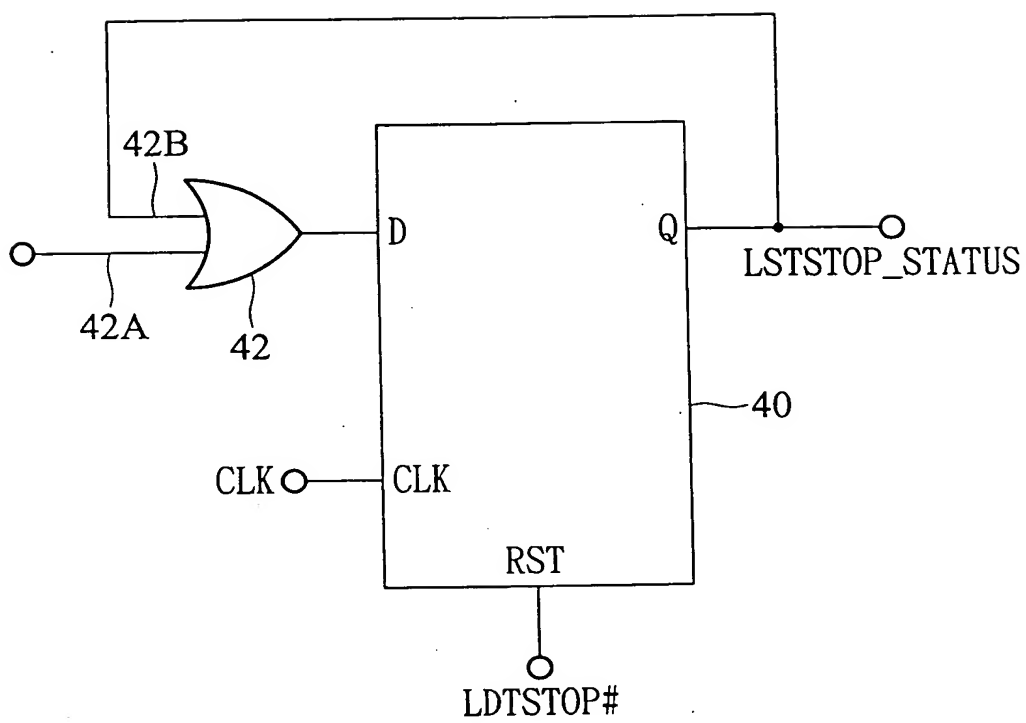 42B
D
Q
LSTSTOP_STATUS
42A
42
40
CLK
CLK
RST
LDTSTOP#